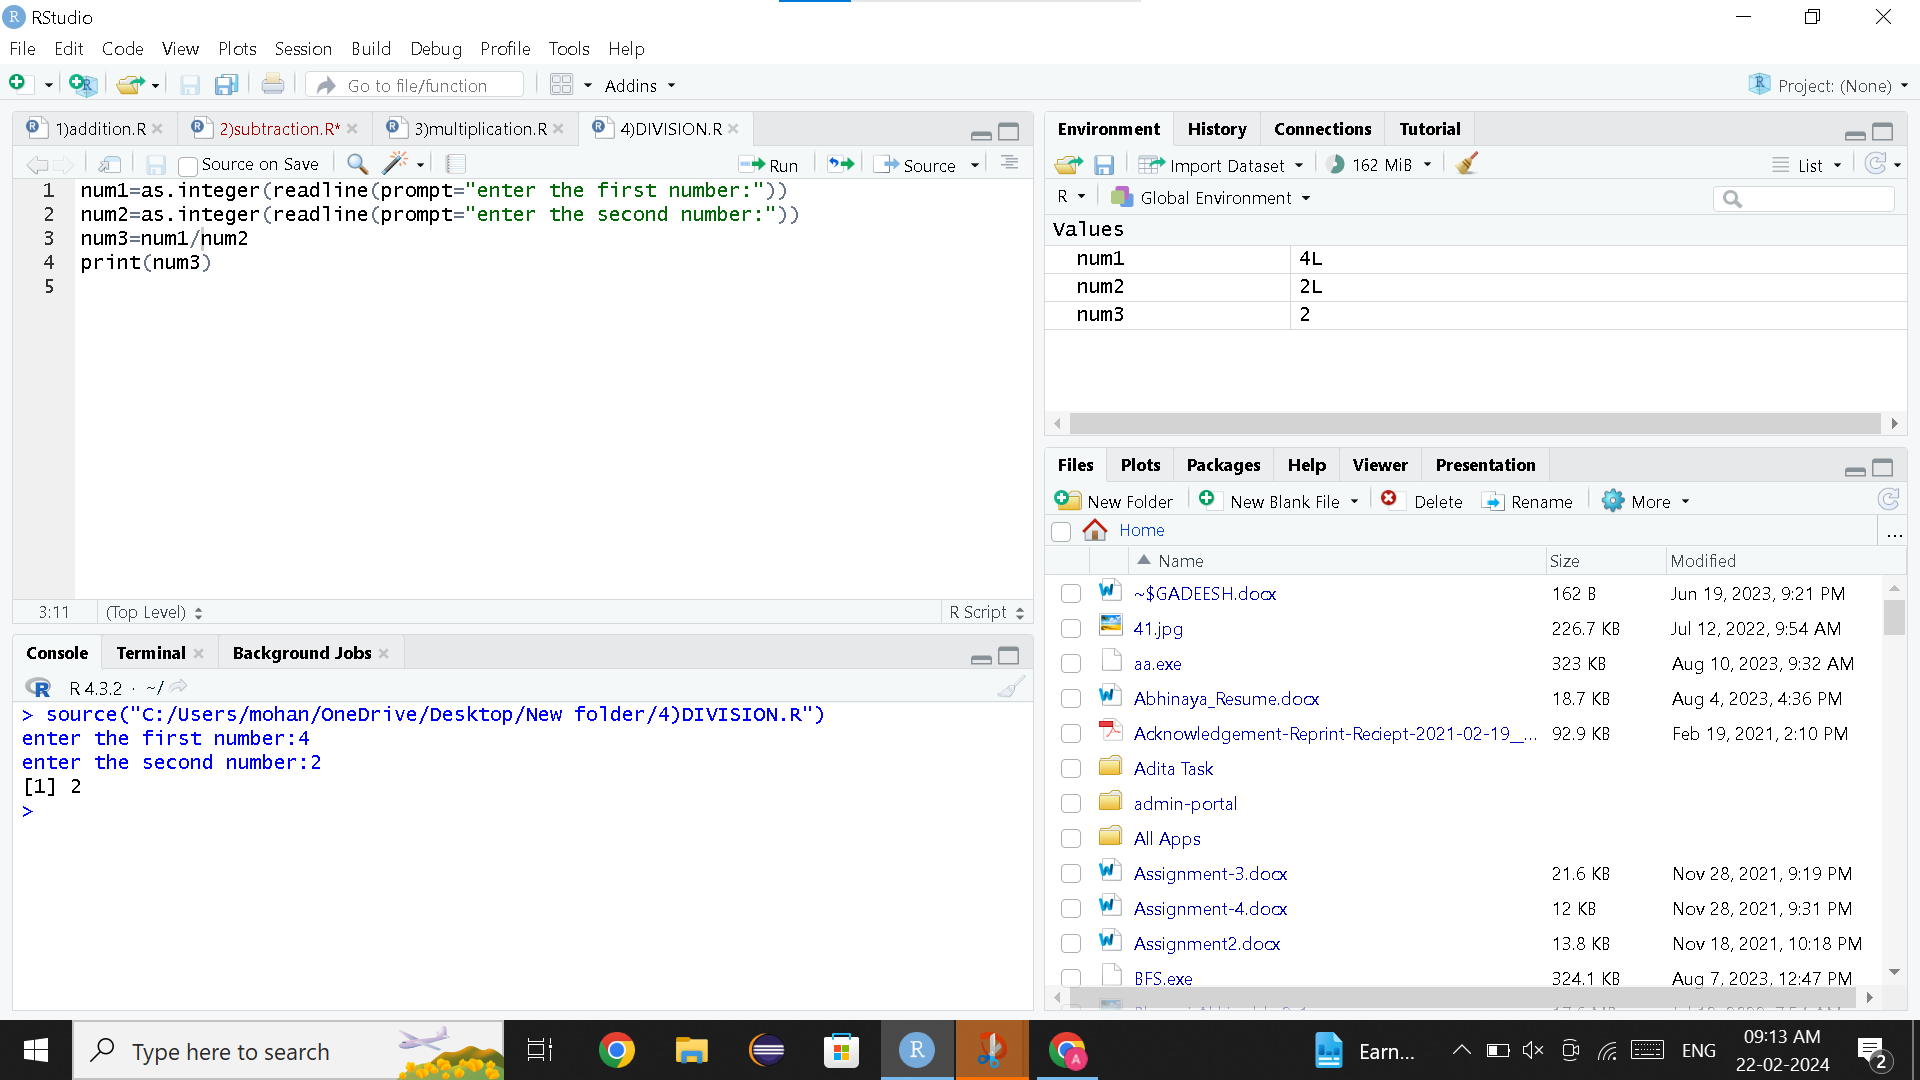 RStudio
File Edit Code View Plots Session Build Debug Profile Tools Help
Go to file/function Addins Project: (None)
1)addition.R 2)subtraction.R* 3)multiplication.R 4)DIVISION.R
Source on Save Run Source
1 num1=as.integer(readline(prompt="enter the first number:"))
2 num2=as.integer(readline(prompt="enter the second number:"))
3 num3=num1/num2
4 print(num3)
5
3:11 (Top Level) R Script
Console Terminal Background Jobs
R 4.3.2 · ~/
> source("C:/Users/mohan/OneDrive/Desktop/New folder/4)DIVISION.R")
enter the first number:4
enter the second number:2
[1] 2
>
Environment History Connections Tutorial
Import Dataset 162 MiB List
R Global Environment
Values
num1 4L
num2 2L
num3 2
Files Plots Packages Help Viewer Presentation
New Folder New Blank File Delete Rename More
Home ...
Name Size Modified
~$GADEESH.docx 162 B Jun 19, 2023, 9:21 PM
41.jpg 226.7 KB Jul 12, 2022, 9:54 AM
aa.exe 323 KB Aug 10, 2023, 9:32 AM
Abhinaya_Resume.docx 18.7 KB Aug 4, 2023, 4:36 PM
Acknowledgement-Reprint-Reciept-2021-02-19__... 92.9 KB Feb 19, 2021, 2:10 PM
Adita Task
admin-portal
All Apps
Assignment-3.docx 21.6 KB Nov 28, 2021, 9:19 PM
Assignment-4.docx 12 KB Nov 28, 2021, 9:31 PM
Assignment2.docx 13.8 KB Nov 18, 2021, 10:18 PM
BFS.exe 324.1 KB Aug 7, 2023, 12:47 PM
Type here to search Earn... ENG 09:13 AM
22-02-2024 2